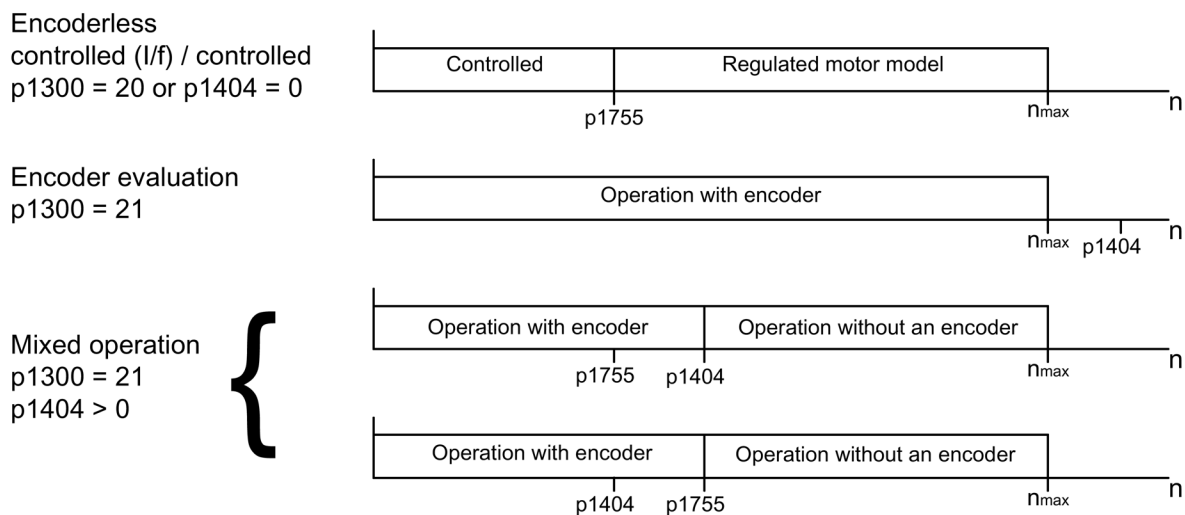 Encoderless
controlled (I/f) / controlled
p1300 = 20 or p1404 = 0
Controlled
Regulated motor model
p1755
nmax
n
Encoder evaluation
p1300 = 21
Operation with encoder
nmax
p1404
n
Mixed operation
p1300 = 21
p1404 > 0
{
Operation with encoder
Operation without an encoder
p1755
p1404
nmax
n
Operation with encoder
Operation without an encoder
p1404
p1755
nmax
n